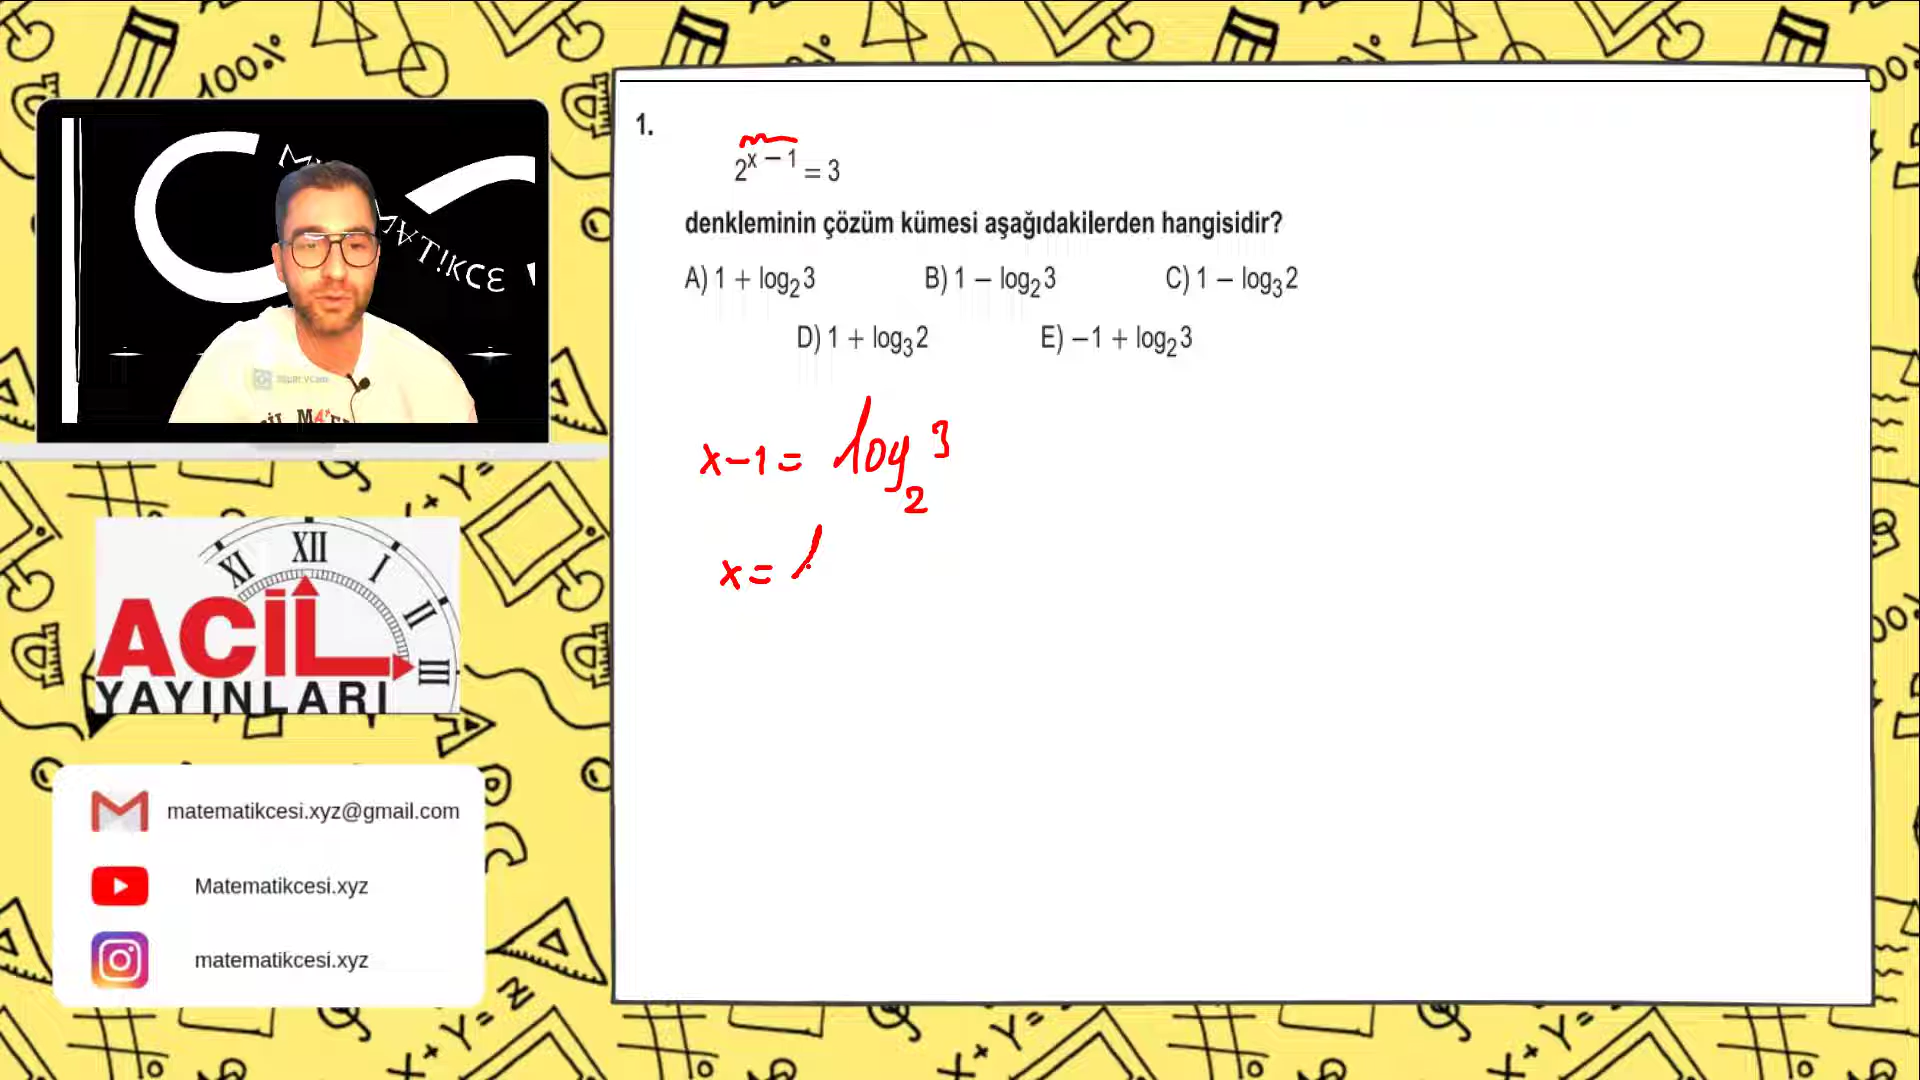 1.
2^{x − 1} = 3
denkleminin çözüm kümesi aşağıdakilerden hangisidir?
A) 1 + log₂3
B) 1 − log₂3
C) 1 − log₃2
D) 1 + log₃2
E) −1 + log₂3
x-1 = log₂3
x=
XI XII I II III
ACİL
YAYINLARI
matematikcesi.xyz@gmail.com
Matematikcesi.xyz
matematikcesi.xyz
100%